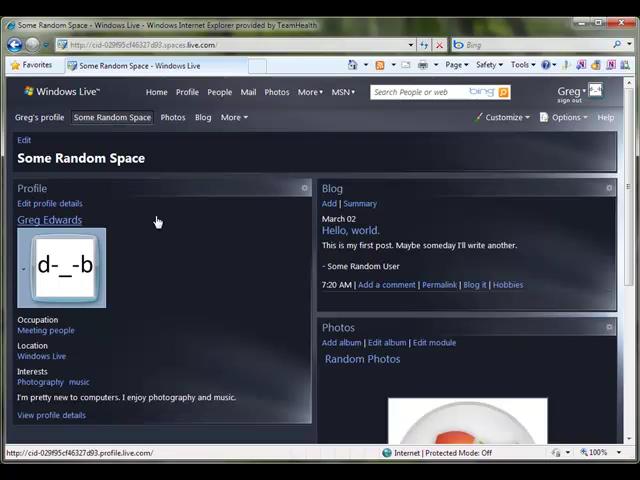 Some Random Space - Windows Live - Windows Internet Explorer provided by TeamHealth
http://cid-029f95cf46327d93.spaces.live.com/
Bing
Favorites
Some Random Space - Windows Live
Page Safety Tools
Windows Live™
Home Profile People Mail Photos More MSN
Search People or web bing
Greg
sign out
Greg's profile Some Random Space Photos Blog More
Customize Options Help
Edit
Some Random Space
Profile
Edit profile details
Greg Edwards
d-_-b
Occupation
Meeting people
Location
Windows Live
Interests
Photography music
I'm pretty new to computers. I enjoy photography and music.
View profile details
Blog
Add | Summary
March 02
Hello, world.
This is my first post. Maybe someday I'll write another.
- Some Random User
7:20 AM | Add a comment | Permalink | Blog it | Hobbies
Photos
Add album | Edit album | Edit module
Random Photos
http://cid-029f95cf46327d93.profile.live.com/
Internet | Protected Mode: Off
100%